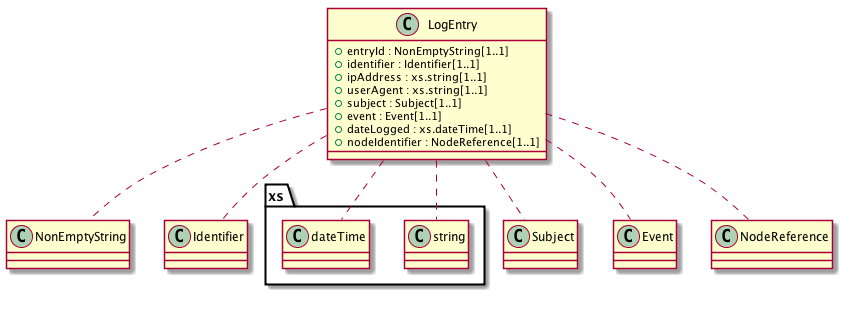 C LogEntry
entryId : NonEmptyString[1..1]
identifier : Identifier[1..1]
ipAddress : xs.string[1..1]
userAgent : xs.string[1..1]
subject : Subject[1..1]
event : Event[1..1]
dateLogged : xs.dateTime[1..1]
nodeIdentifier : NodeReference[1..1]
xs
C NonEmptyString
C Identifier
C dateTime
C string
C Subject
C Event
C NodeReference